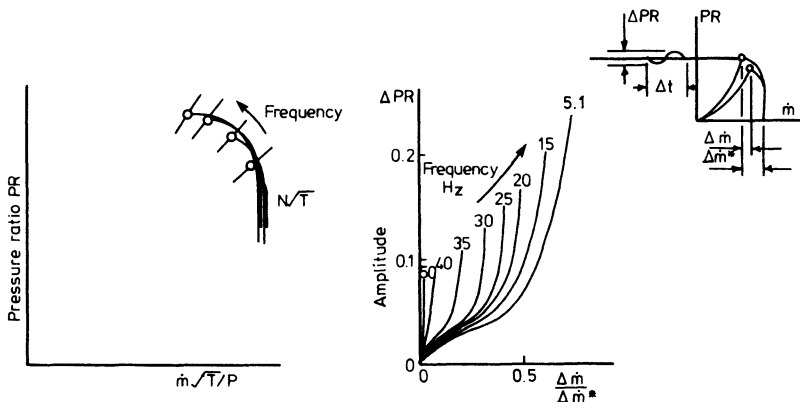 ΔPR
PR
Δt
ṁ
Δṁ
Δṁ*
Frequency
N/√T
Pressure ratio PR
ṁ√T/P
ΔPR
5.1
15
Frequency
Hz
20
25
30
35
40
50
0.2
0.1
0
Amplitude
0
0.5
Δṁ
Δṁ*